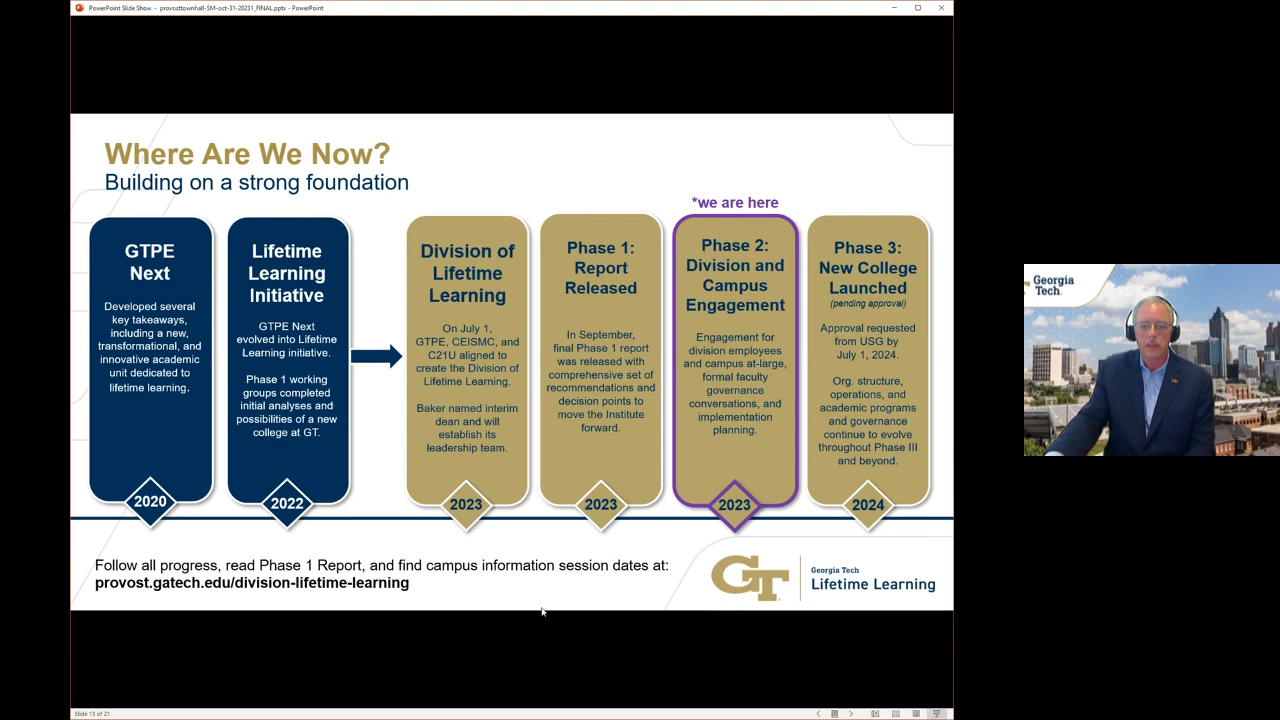 PowerPoint Slide Show - provosttownhall-SM-oct-31-20231_FINAL.pptx - PowerPoint
Where Are We Now?
Building on a strong foundation
*we are here
GTPE
Next
Developed several
key takeaways,
including a new,
transformational, and
innovative academic
unit dedicated to
lifetime learning.
2020
Lifetime
Learning
Initiative
GTPE Next
evolved into Lifetime
Learning initiative.
Phase 1 working
groups completed
initial analyses and
possibilities of a new
college at GT.
2022
Division of
Lifetime
Learning
On July 1,
GTPE, CEISMC, and
C21U aligned to
create the Division of
Lifetime Learning.
Baker named interim
dean and will
establish its
leadership team.
2023
Phase 1:
Report
Released
In September,
final Phase 1 report
was released with
comprehensive set of
recommendations and
decision points to
move the Institute
forward.
2023
Phase 2:
Division and
Campus
Engagement
Engagement for
division employees
and campus at-large,
formal faculty
governance
conversations, and
implementation
planning.
2023
Phase 3:
New College
Launched
(pending approval)
Approval requested
from USG by
July 1, 2024.
Org. structure,
operations, and
academic programs
and governance
continue to evolve
throughout Phase III
and beyond.
2024
Follow all progress, read Phase 1 Report, and find campus information session dates at:
provost.gatech.edu/division-lifetime-learning
GT
Georgia Tech
Lifetime Learning
Slide 13 of 21
Georgia
Tech.